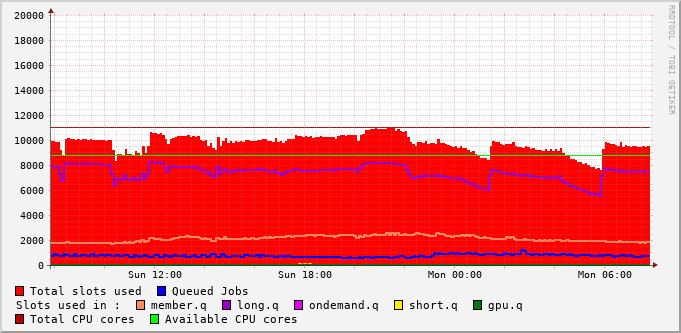 20000
18000
16000
14000
12000
10000
8000
6000
4000
2000
0
Sun 12:00 Sun 18:00 Mon 00:00 Mon 06:00
Total slots used Queued Jobs
Slots used in : member.q long.q ondemand.q short.q gpu.q
Total CPU cores Available CPU cores
RRDTOOL / TOBI OETIKER